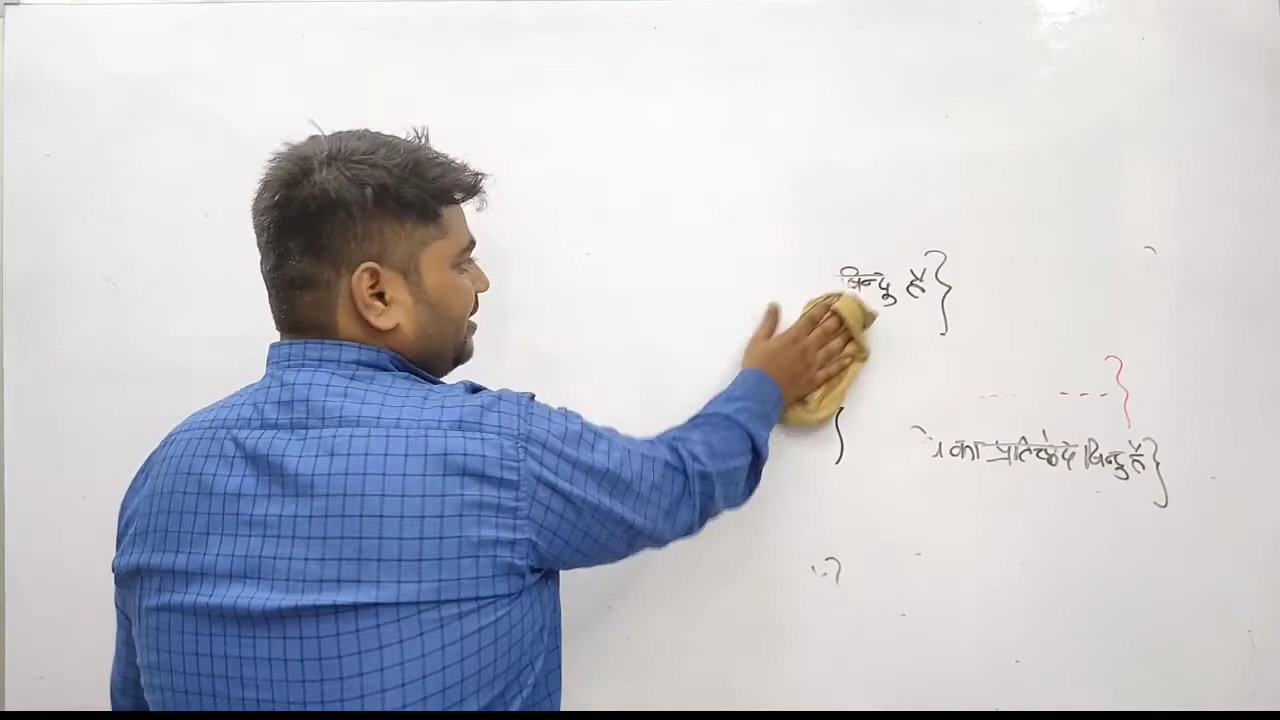 बिन्दु है}
- - - }
का प्रतिच्छेद बिन्दु है}